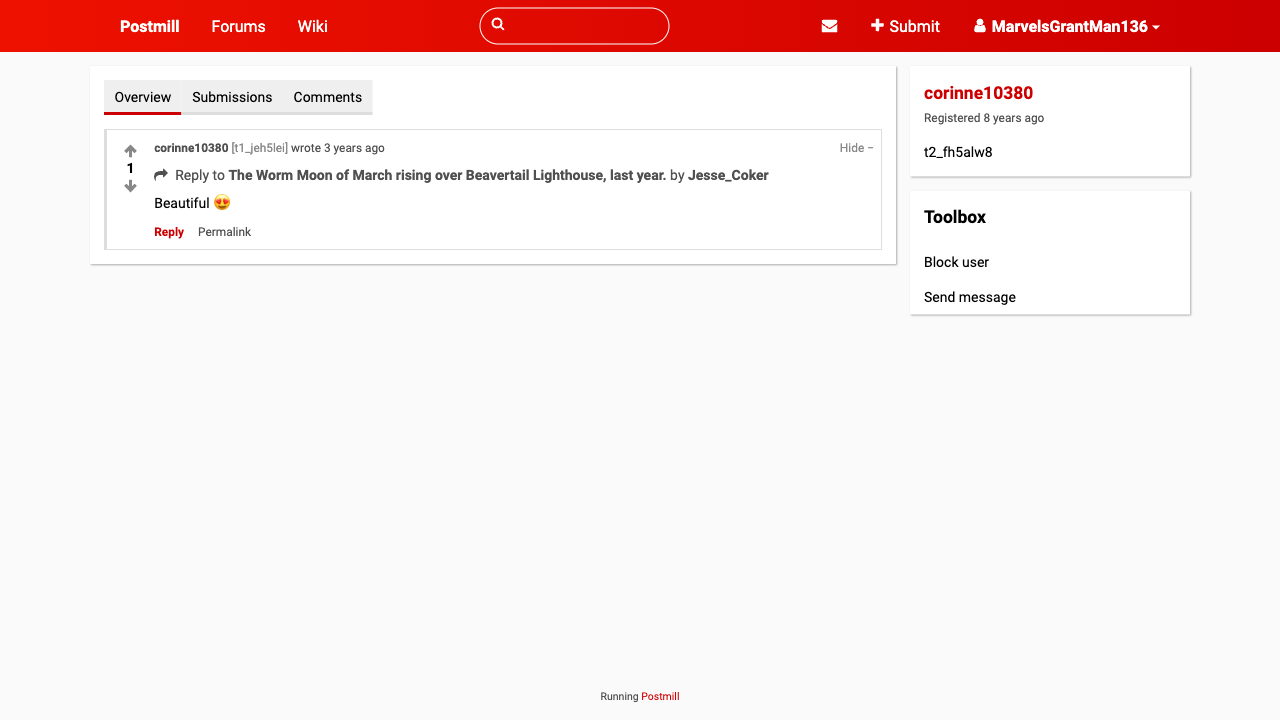 Postmill Forums Wiki Submit MarvelsGrantMan136
Overview Submissions Comments
corinne10380 [t1_jeh5lei] wrote 3 years ago Hide −
1
Reply to The Worm Moon of March rising over Beavertail Lighthouse, last year. by Jesse_Coker
Beautiful 😍
Reply Permalink
corinne10380
Registered 8 years ago
t2_fh5alw8
Toolbox
Block user
Send message
Running Postmill